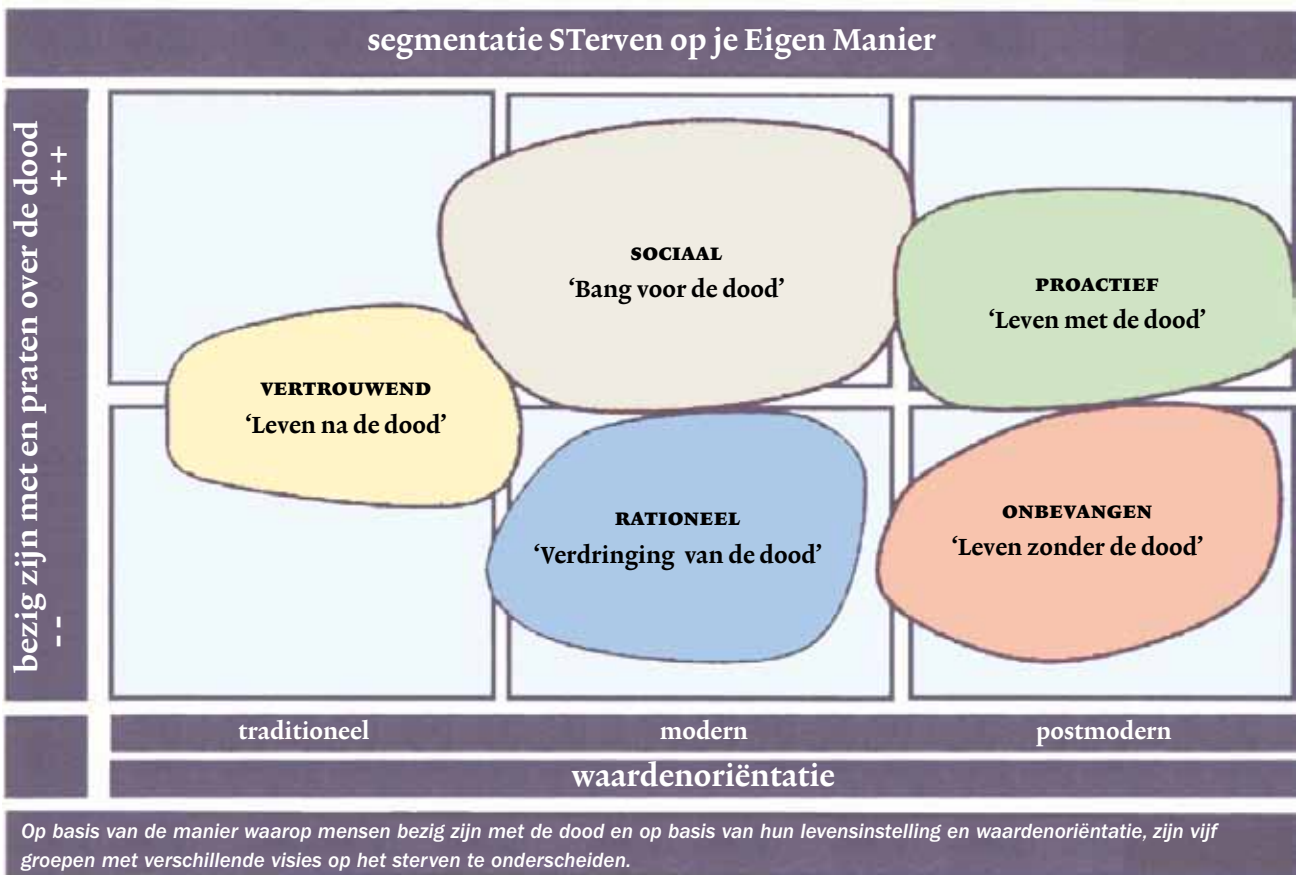 segmentatie STerven op je Eigen Manier
bezig zijn met en praten over de dood
++
--
SOCIAAL
‘Bang voor de dood’
PROACTIEF
‘Leven met de dood’
VERTROUWEND
‘Leven na de dood’
RATIONEEL
‘Verdringing van de dood’
ONBEVANGEN
‘Leven zonder de dood’
traditioneel
modern
postmodern
waardenoriëntatie
Op basis van de manier waarop mensen bezig zijn met de dood en op basis van hun levensinstelling en waardenoriëntatie, zijn vijf
groepen met verschillende visies op het sterven te onderscheiden.